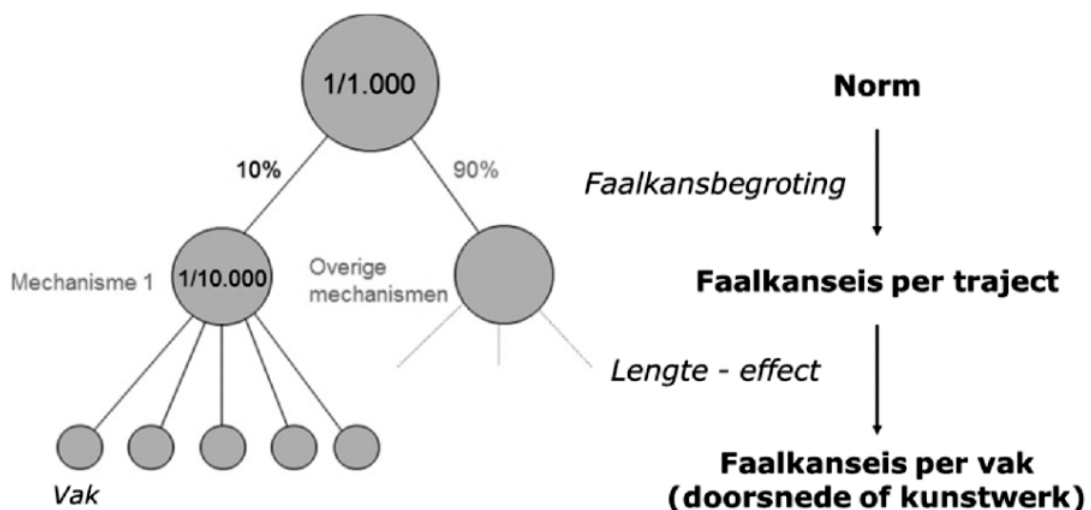 1/1.000
Norm
10%
90%
Faalkansbegroting
Mechanisme 1
1/10.000
Overige
mechanismen
Faalkanseis per traject
Lengte - effect
Vak
Faalkanseis per vak
(doorsnede of kunstwerk)